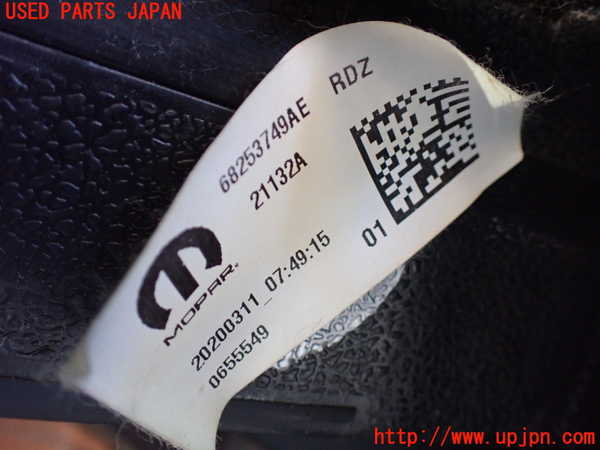 USED PARTS JAPAN
68253749AE RDZ
21132A
01
MOPAR
20200311_07:49:15
0655549
http://www.upjpn.com